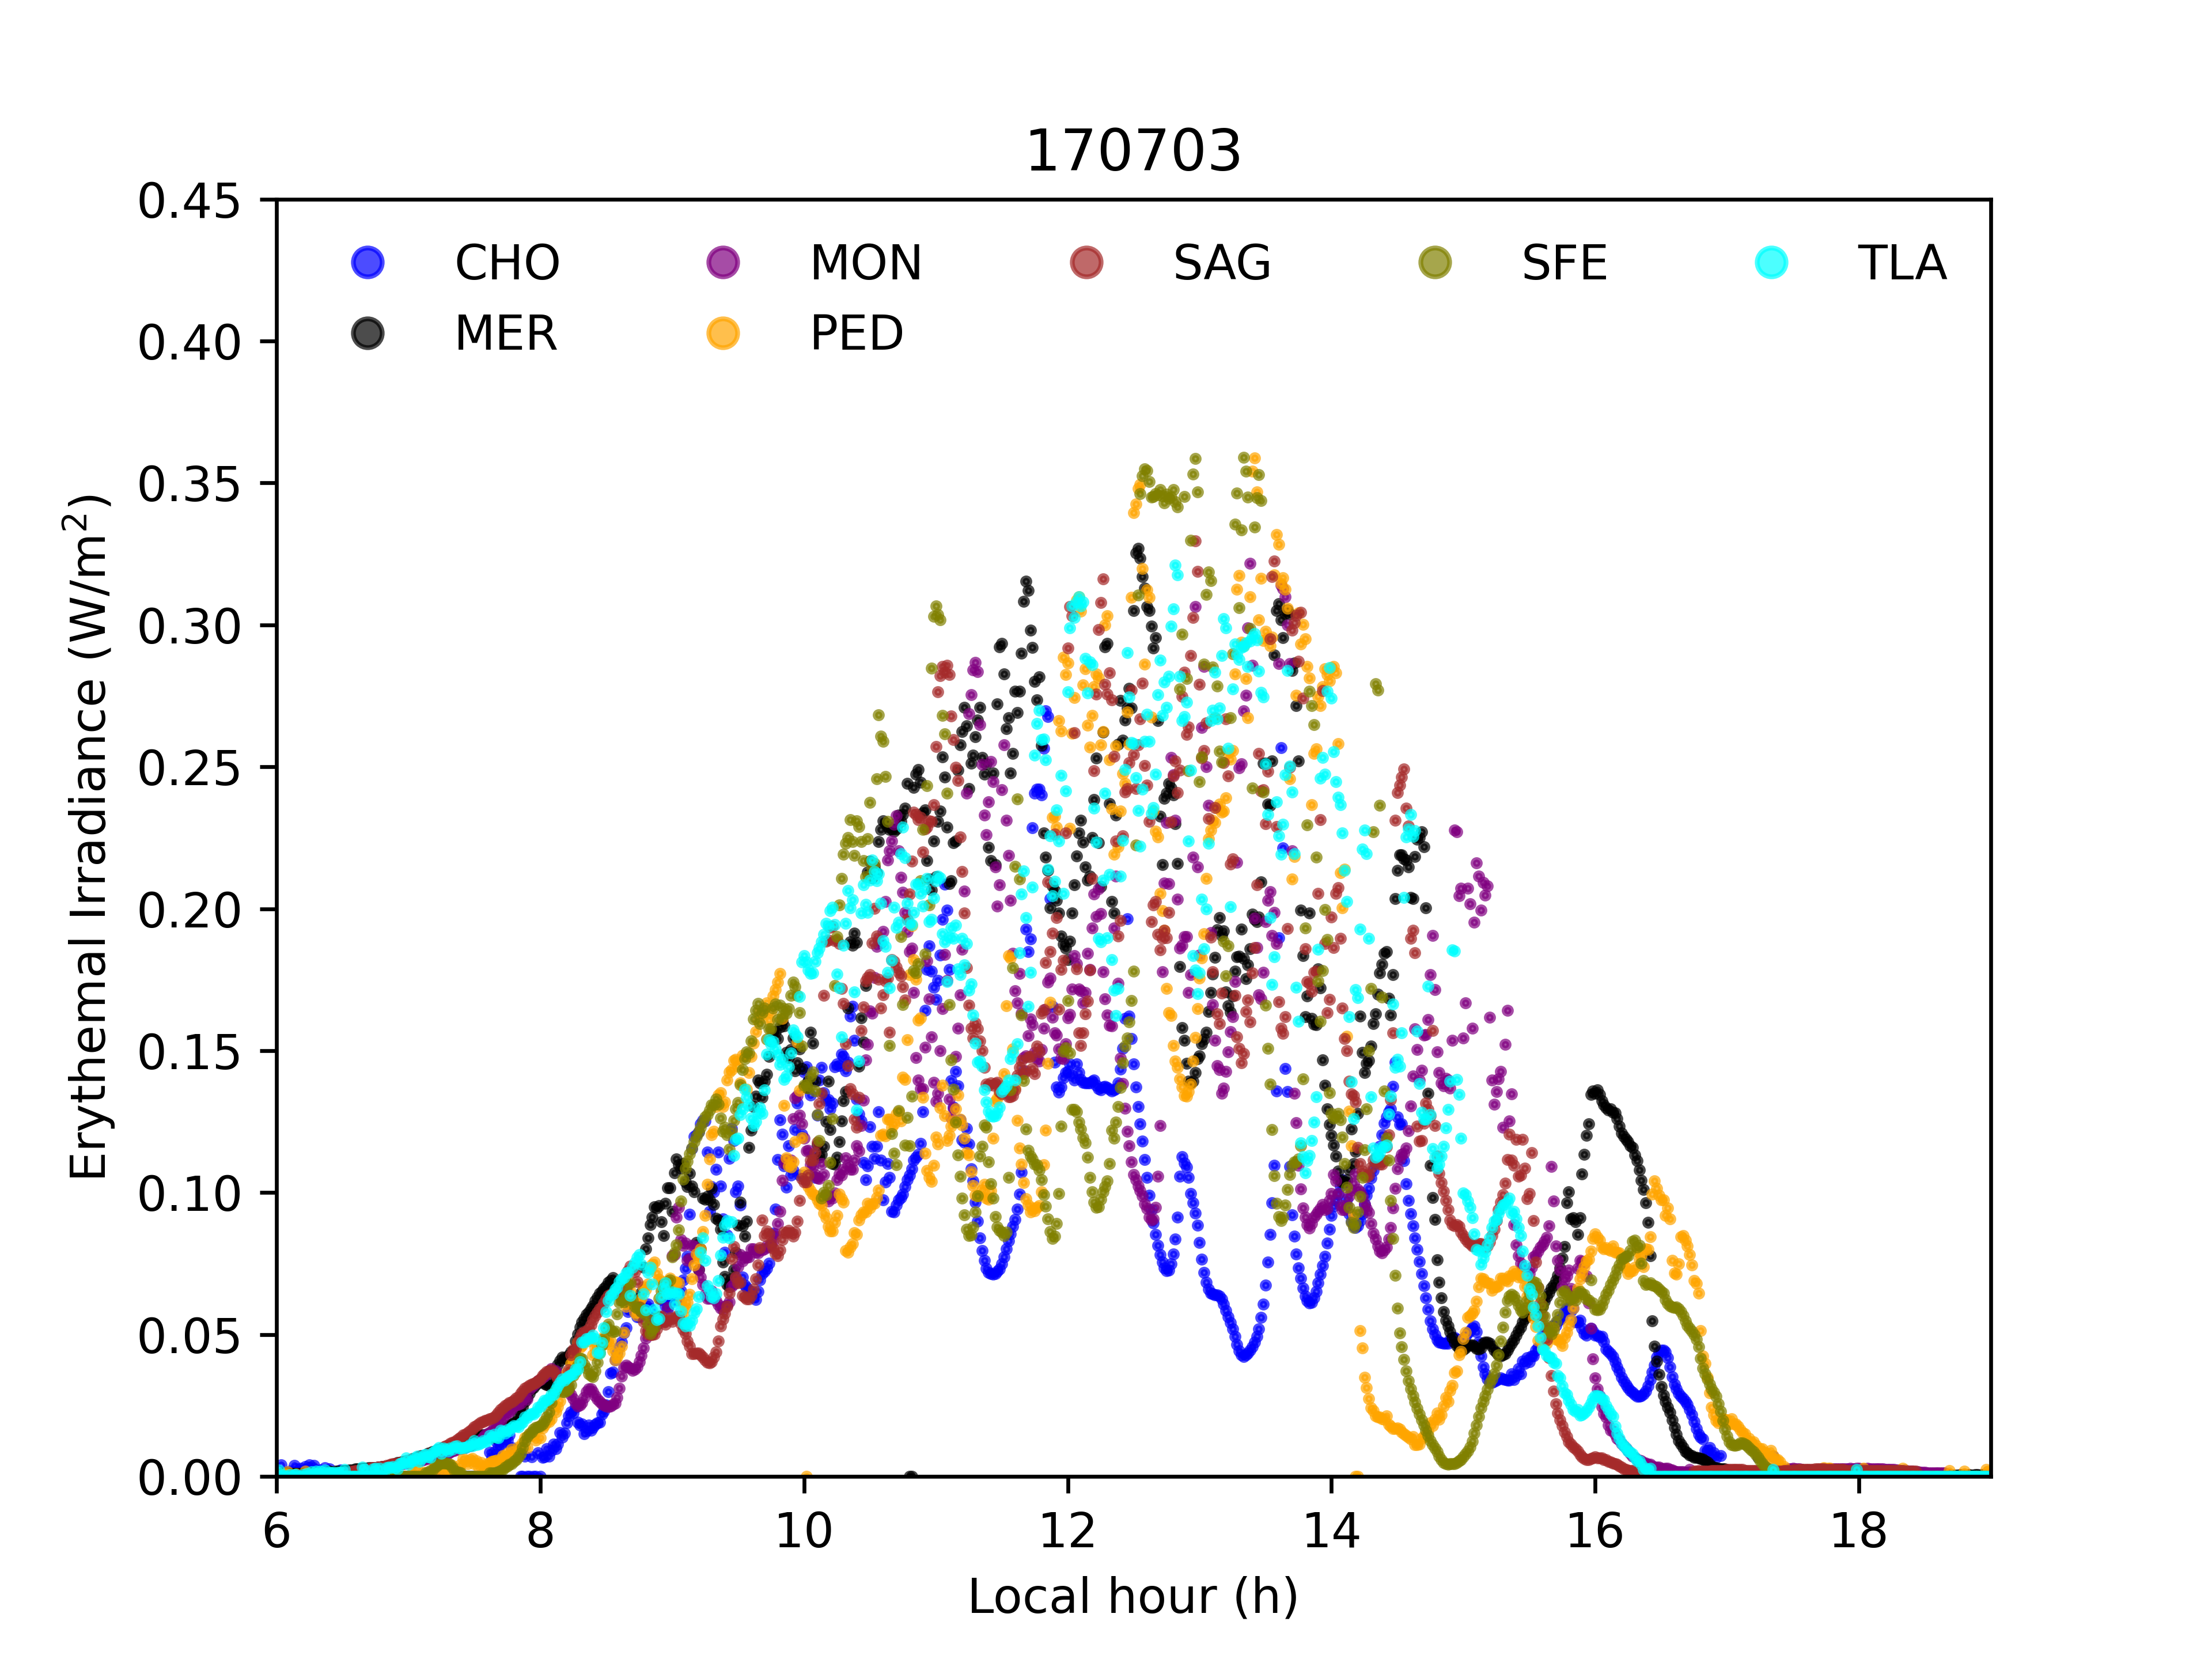 170703
0.45
0.40
0.35
0.30
0.25
0.20
0.15
0.10
0.05
0.00
Erythemal Irradiance (W/m²)
CHO MON SAG SFE TLA
MER PED
6 8 10 12 14 16 18
Local hour (h)